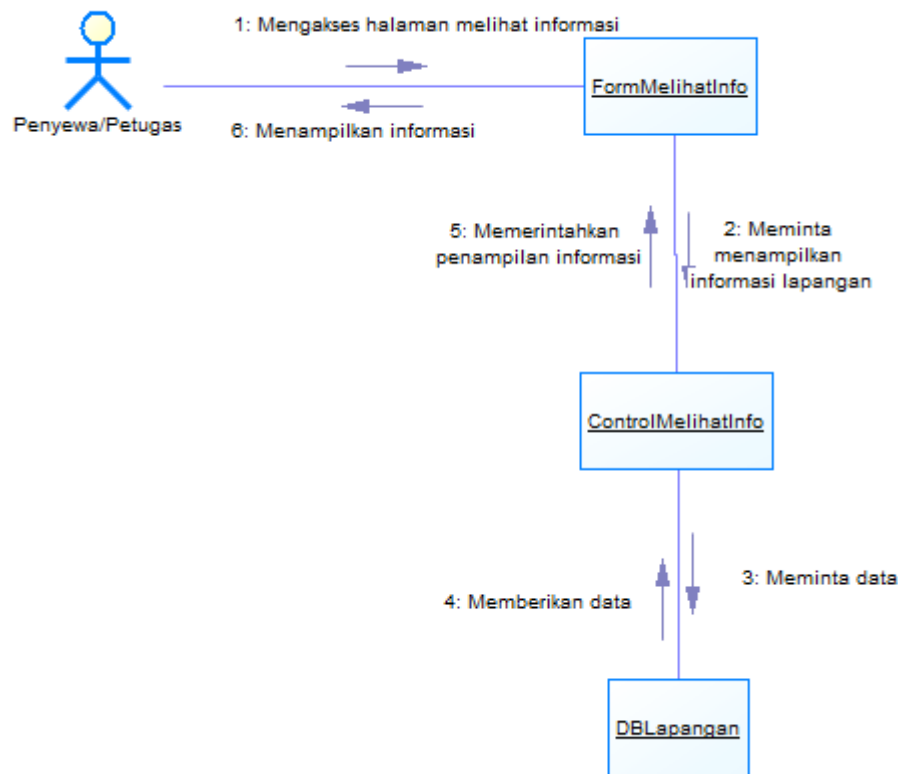 1: Mengakses halaman melihat informasi
FormMelihatInfo
Penyewa/Petugas
6: Menampilkan informasi
5: Memerintahkan
penampilan informasi
2: Meminta
menampilkan
informasi lapangan
ControlMelihatInfo
3: Meminta data
4: Memberikan data
DBLapangan